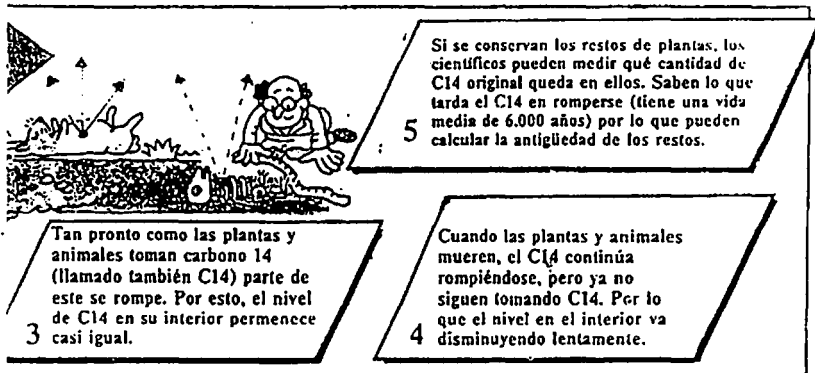 Si se conservan los restos de plantas, los
científicos pueden medir qué cantidad de
C14 original queda en ellos. Saben lo que
tarda el C14 en romperse (tiene una vida
media de 6.000 años) por lo que pueden
5 calcular la antigüedad de los restos.
Tan pronto como las plantas y
animales toman carbono 14
(llamado también C14) parte de
este se rompe. Por esto, el nivel
de C14 en su interior permenece
3 casi igual.
Cuando las plantas y animales
mueren, el C14 continúa
rompiéndose, pero ya no
siguen tomando C14. Por lo
que el nivel en el interior va
4 disminuyendo lentamente.